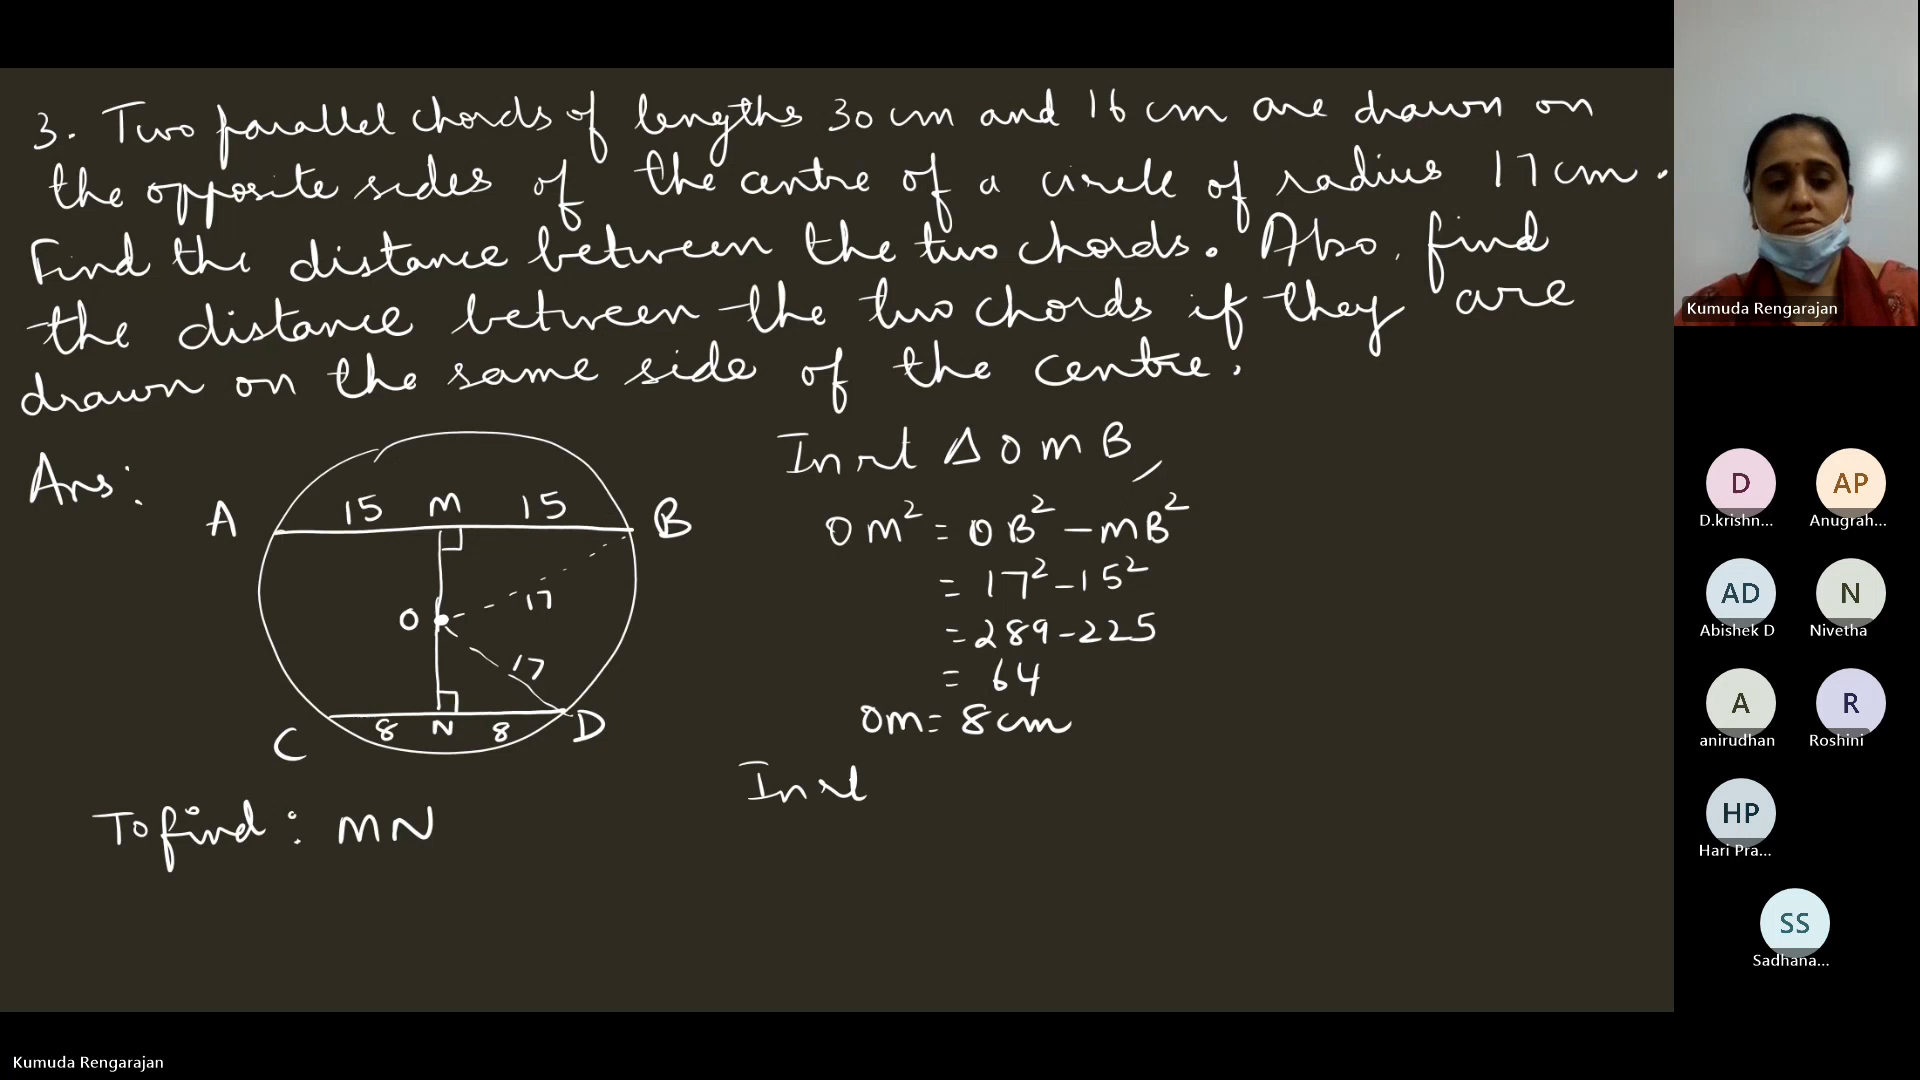 3. Two parallel chords of lengths 30 cm and 16 cm are drawn on
the opposite sides of the centre of a circle of radius 17 cm.
Find the distance between the two chords. Also, find
the distance between the two chords if they are
drawn on the same side of the centre.
Ans:
A 15 M 15 B
O 17
17
C 8 N 8 D
To find: MN
In rt Δ OMB,
OM² = OB² - MB²
= 17² - 15²
= 289 - 225
= 64
OM = 8 cm
In rt
Kumuda Rengarajan
D AP
D.krishn... Anugrah...
AD N
Abishek D Nivetha
A R
anirudhan Roshini
HP
Hari Pra...
SS
Sadhana...
Kumuda Rengarajan